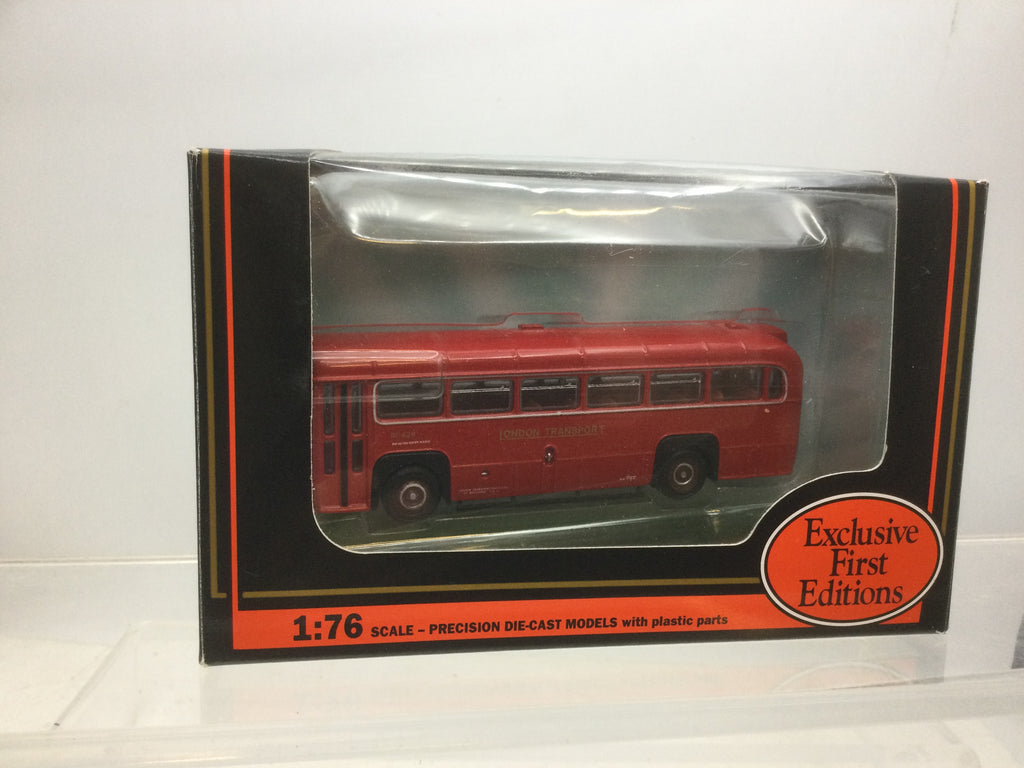 LONDON TRANSPORT
Exclusive
First
Editions
1:76 SCALE – PRECISION DIE-CAST MODELS with plastic parts